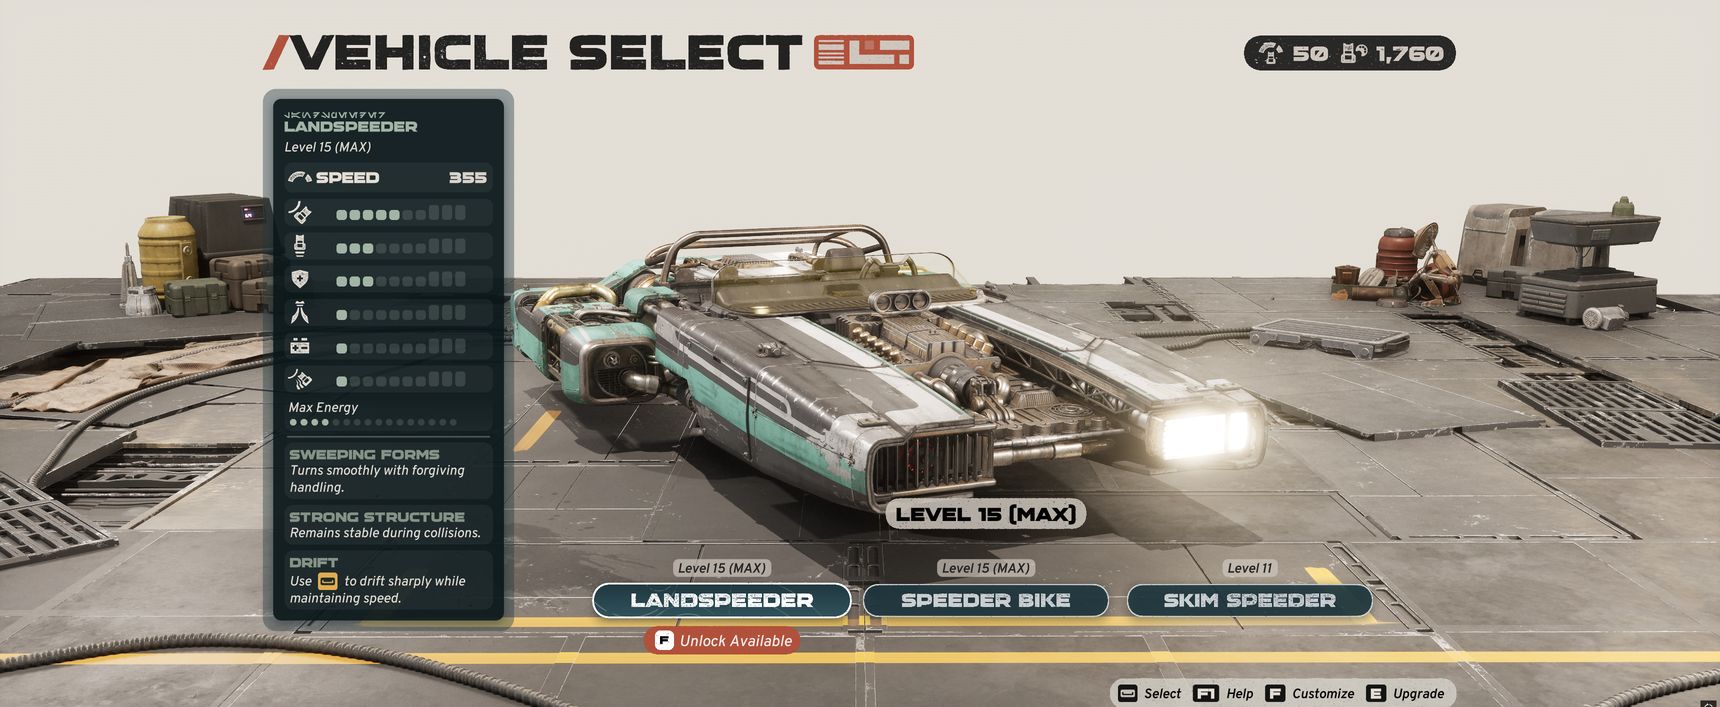 /VEHICLE SELECT
50 1,760
LANDSPEEDER
Level 15 (MAX)
SPEED 355
Max Energy
SWEEPING FORMS
Turns smoothly with forgiving
handling.
STRONG STRUCTURE
Remains stable during collisions.
DRIFT
Use to drift sharply while
maintaining speed.
LEVEL 15 (MAX)
Level 15 (MAX) Level 15 (MAX) Level 11
LANDSPEEDER SPEEDER BIKE SKIM SPEEDER
F Unlock Available
Select F1 Help F Customize E Upgrade